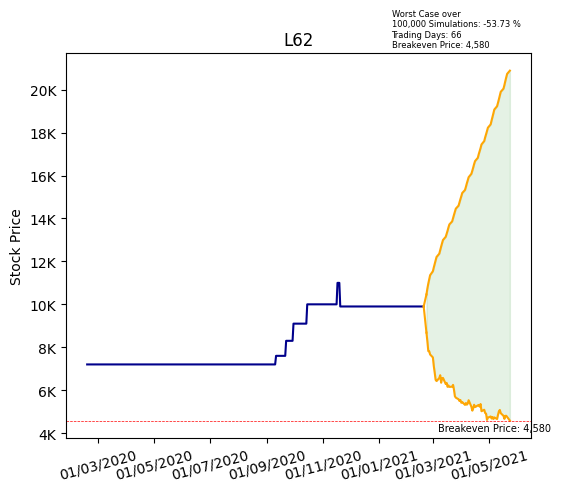 Worst Case over
100,000 Simulations: -53.73 %
Trading Days: 66
Breakeven Price: 4,580
L62
Stock Price
20K
18K
16K
14K
12K
10K
8K
6K
4K
Breakeven Price: 4,580
01/03/2020
01/05/2020
01/07/2020
01/09/2020
01/11/2020
01/01/2021
01/03/2021
01/05/2021